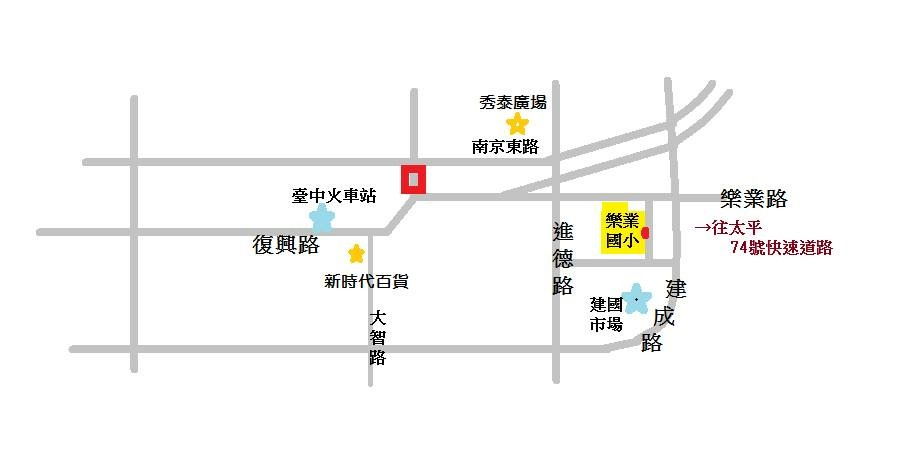 秀泰廣場
南京東路
臺中火車站
樂業路
樂業
國小
→往太平
74號快速道路
進德路
復興路
新時代百貨
建國
市場
建成路
大智路